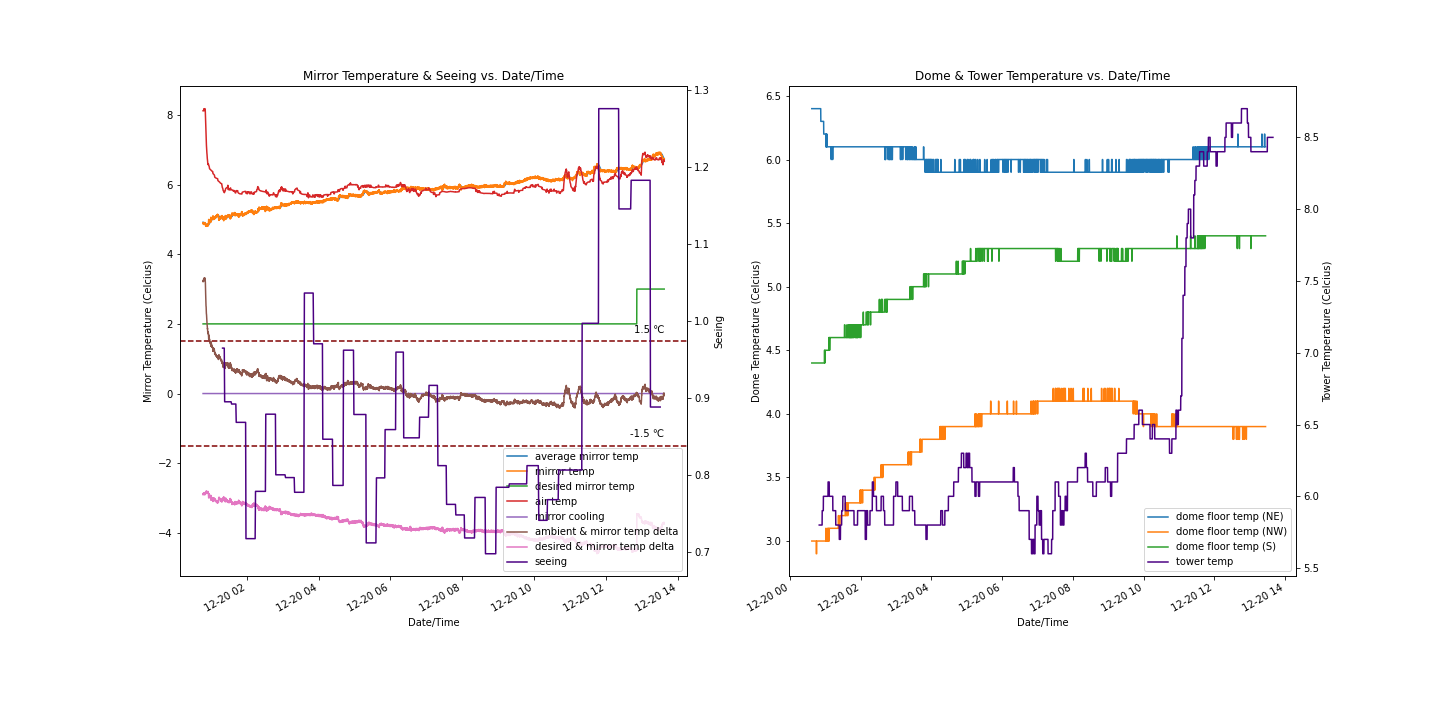 Mirror Temperature & Seeing vs. Date/Time
Mirror Temperature (Celcius)
8
6
4
2
0
−2
−4
1.5 °C
-1.5 °C
1.3
1.2
1.1
1.0
0.9
0.8
0.7
Seeing
average mirror temp
mirror temp
desired mirror temp
air temp
mirror cooling
ambient & mirror temp delta
desired & mirror temp delta
seeing
12-20 02
12-20 04
12-20 06
12-20 08
12-20 10
12-20 12
12-20 14
Date/Time
Dome & Tower Temperature vs. Date/Time
Dome Temperature (Celcius)
6.5
6.0
5.5
5.0
4.5
4.0
3.5
3.0
8.5
8.0
7.5
7.0
6.5
6.0
5.5
Tower Temperature (Celcius)
dome floor temp (NE)
dome floor temp (NW)
dome floor temp (S)
tower temp
12-20 00
12-20 02
12-20 04
12-20 06
12-20 08
12-20 10
12-20 12
12-20 14
Date/Time